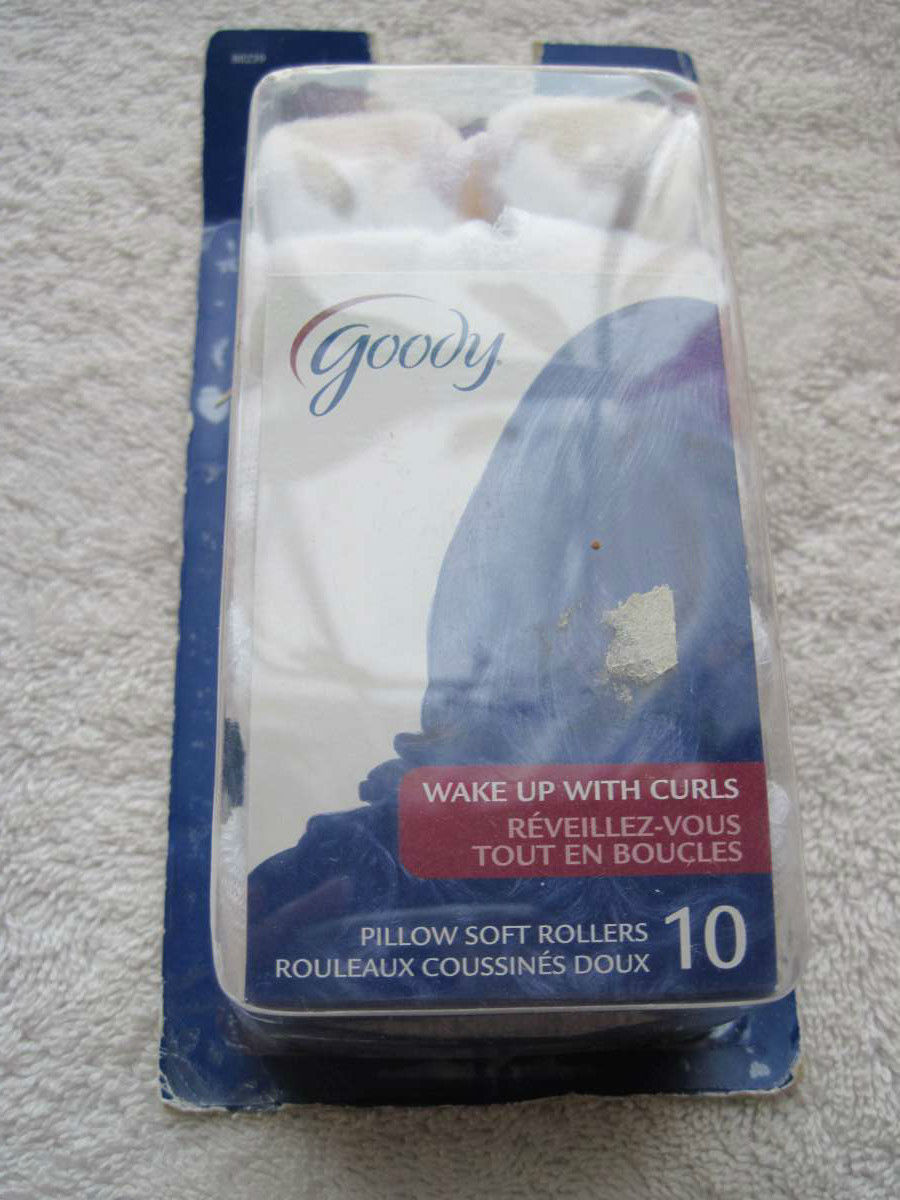 goody
WAKE UP WITH CURLS
RÉVEILLEZ-VOUS
TOUT EN BOUCLES
PILLOW SOFT ROLLERS
ROULEAUX COUSSINÉS DOUX
10